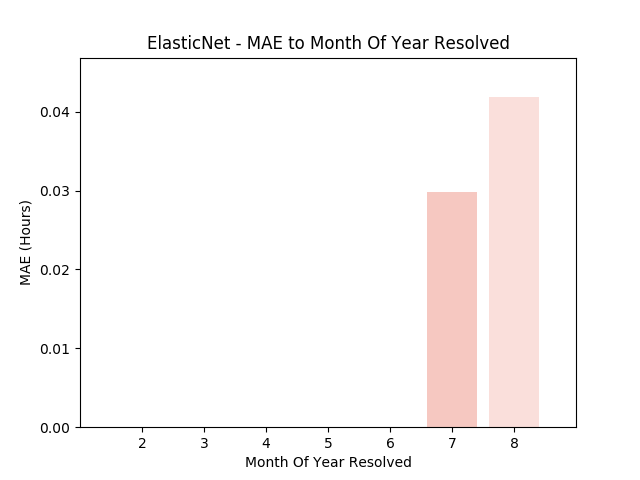 ElasticNet - MAE to Month Of Year Resolved
0.04
0.03
0.02
0.01
0.00
MAE (Hours)
2 3 4 5 6 7 8
Month Of Year Resolved